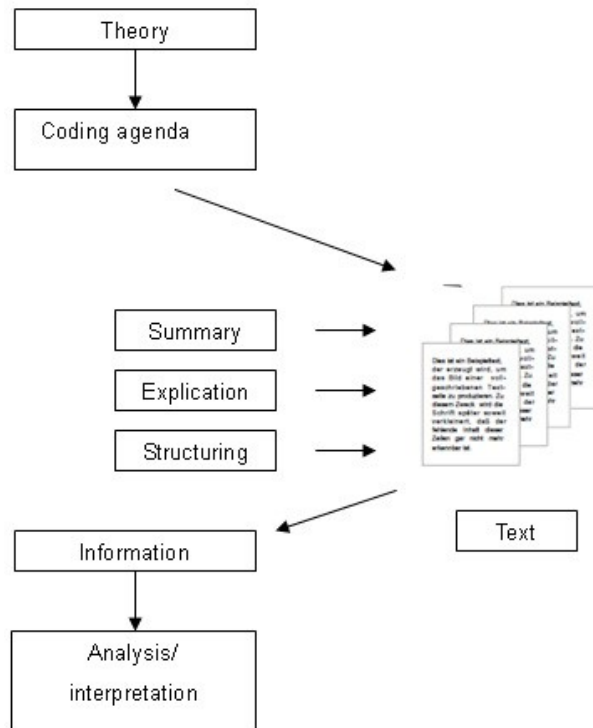 Theory
Coding agenda
Summary
Explication
Structuring
Dies ist ein Beispieltext,
der erzeugt wird, um
das Bild einer voll-
geschriebenen Text-
seite zu produzieren. Zu
diesem Zweck wird die
Schrift später soweit
verkleinert, daß der
fehlende Inhalt dieser
Zeilen gar nicht mehr
erkennbar ist.
Text
Information
Analysis/
interpretation